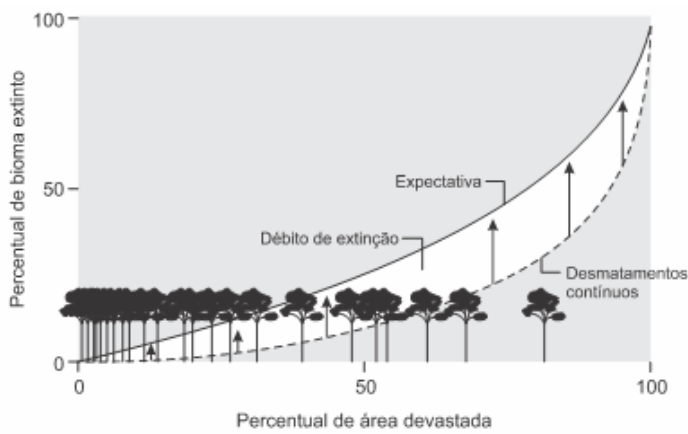 100
Percentual de bioma extinto
Expectativa
50
Débito de extinção
Desmatamentos
contínuos
0
0
50
100
Percentual de área devastada